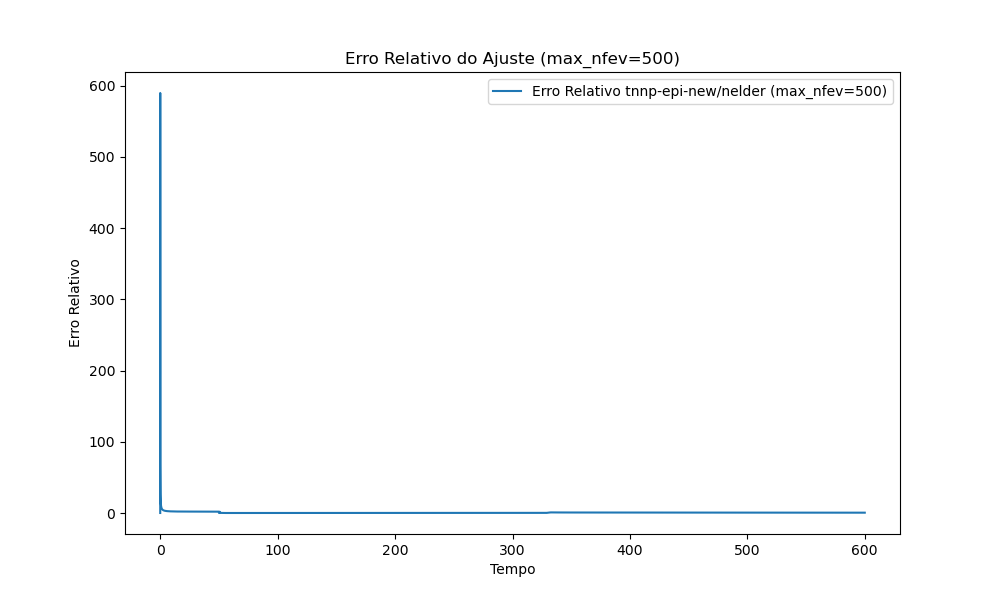 Erro Relativo do Ajuste (max_nfev=500)
Erro Relativo tnnp-epi-new/nelder (max_nfev=500)
Erro Relativo
600
500
400
300
200
100
0
0 100 200 300 400 500 600
Tempo